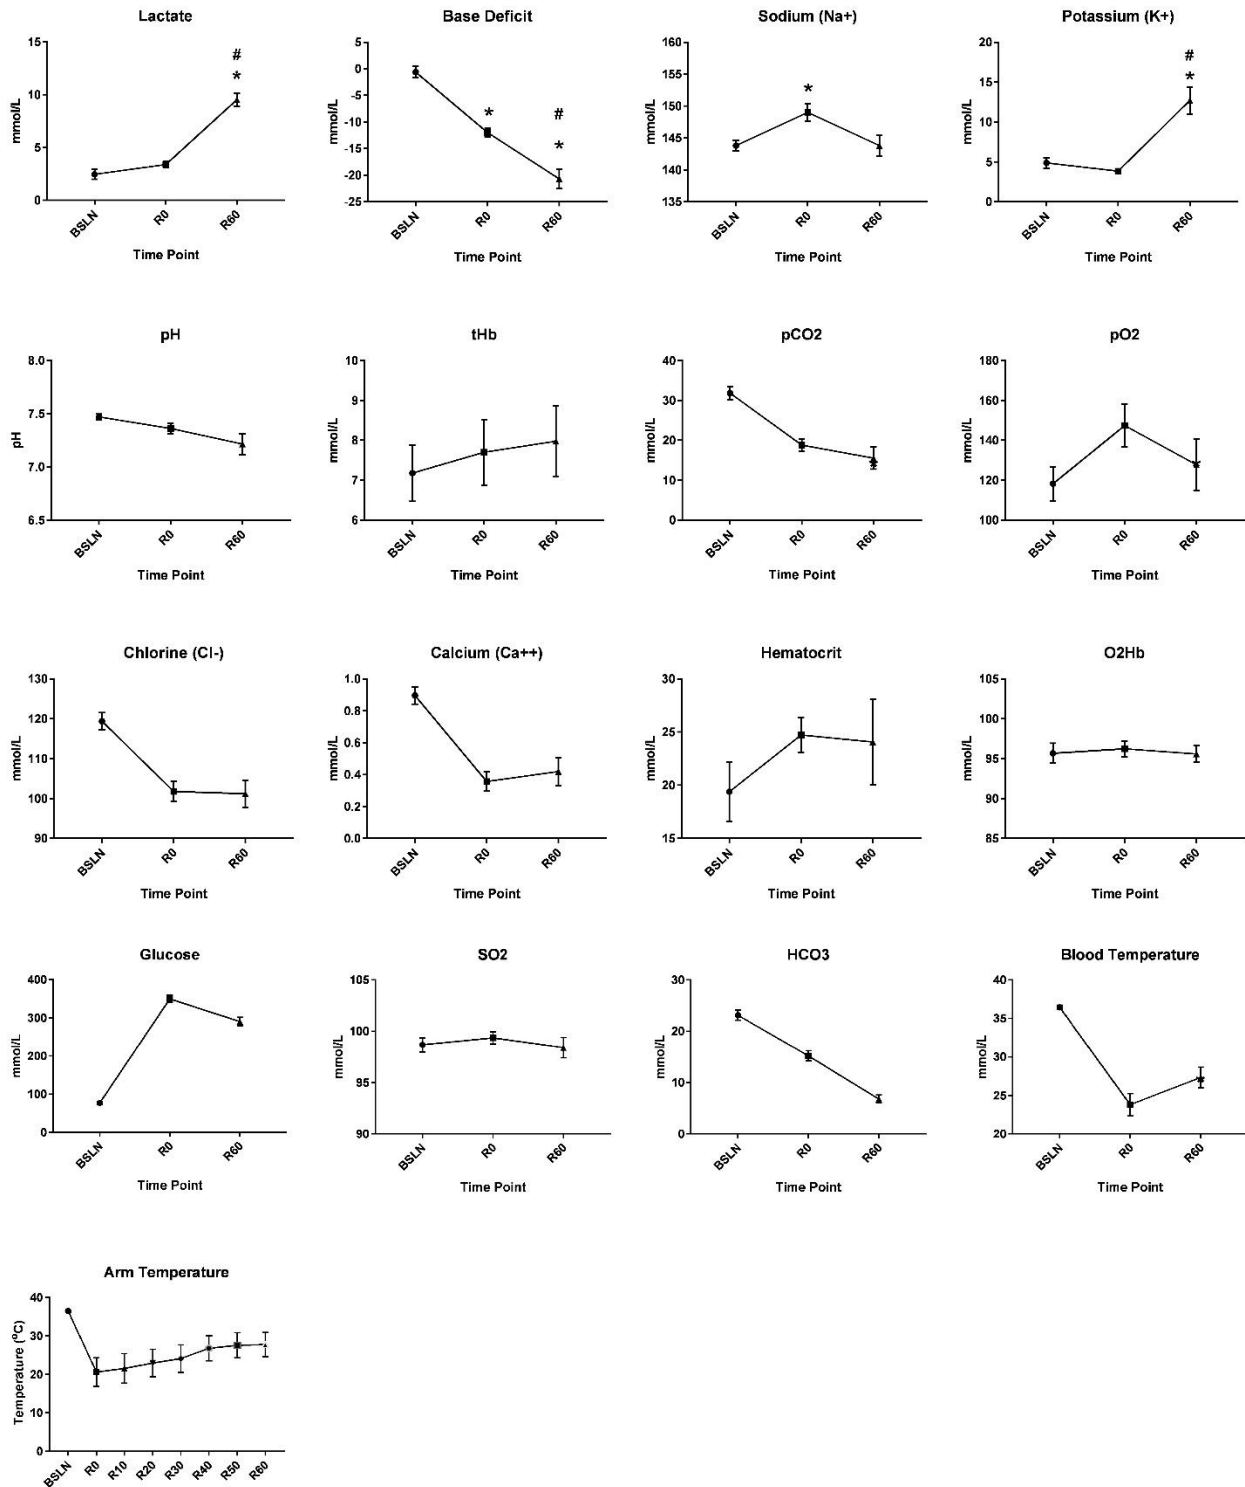 Lactate
mmol/L
15
10
5
0
#
*
BSLN
R0
R60
Time Point
Base Deficit
mmol/L
5
0
-5
-10
-15
-20
-25
*
#
*
BSLN
R0
R60
Time Point
Sodium (Na+)
mmol/L
160
155
150
145
140
135
*
BSLN
R0
R60
Time Point
Potassium (K+)
mmol/L
20
15
10
5
0
#
*
BSLN
R0
R60
Time Point
pH
pH
8.0
7.5
7.0
6.5
BSLN
R0
R60
Time Point
tHb
mmol/L
10
9
8
7
6
BSLN
R0
R60
Time Point
pCO2
mmol/L
40
30
20
10
0
BSLN
R0
R60
Time Point
pO2
mmol/L
180
160
140
120
100
BSLN
R0
R60
Time Point
Chlorine (Cl-)
mmol/L
130
120
110
100
90
BSLN
R0
R60
Time Point
Calcium (Ca++)
mmol/L
1.0
0.8
0.6
0.4
0.2
0.0
BSLN
R0
R60
Time Point
Hematocrit
mmol/L
30
25
20
15
BSLN
R0
R60
Time Point
O2Hb
mmol/L
105
100
95
90
85
BSLN
R0
R60
Time Point
Glucose
mmol/L
400
300
200
100
0
BSLN
R0
R60
Time Point
SO2
mmol/L
105
100
95
90
BSLN
R0
R60
Time Point
HCO3
mmol/L
30
20
10
0
BSLN
R0
R60
Time Point
Blood Temperature
mmol/L
40
35
30
25
20
BSLN
R0
R60
Time Point
Arm Temperature
Temperature (°C)
40
30
20
10
0
BSLN
R0
R10
R20
R30
R40
R50
R60